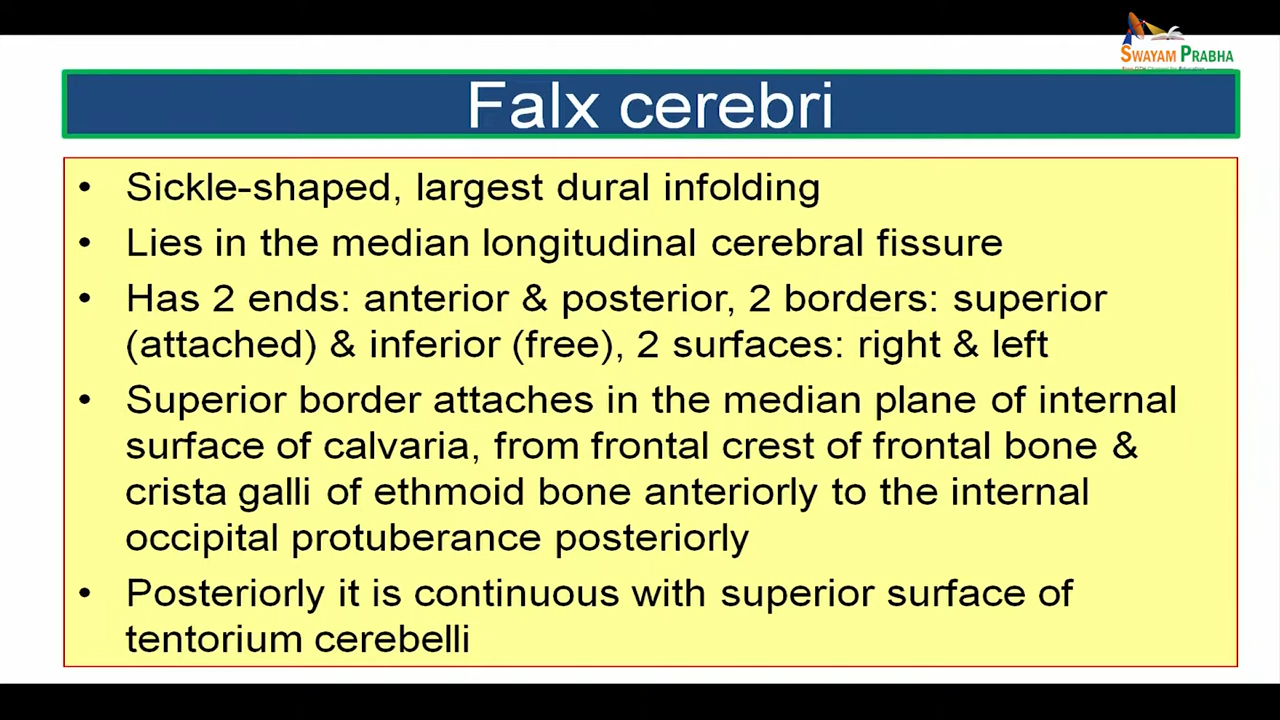 SWAYAM PRABHA
Falx cerebri
• Sickle-shaped, largest dural infolding
• Lies in the median longitudinal cerebral fissure
• Has 2 ends: anterior & posterior, 2 borders: superior
(attached) & inferior (free), 2 surfaces: right & left
• Superior border attaches in the median plane of internal
surface of calvaria, from frontal crest of frontal bone &
crista galli of ethmoid bone anteriorly to the internal
occipital protuberance posteriorly
• Posteriorly it is continuous with superior surface of
tentorium cerebelli